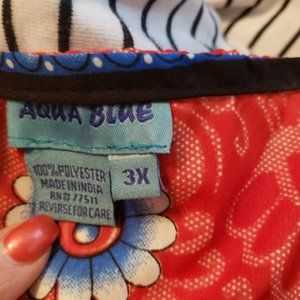 AQUA BLUE
100%POLYESTER
MADE IN INDIA
RN# 77511
REVERSE FOR CARE
3X